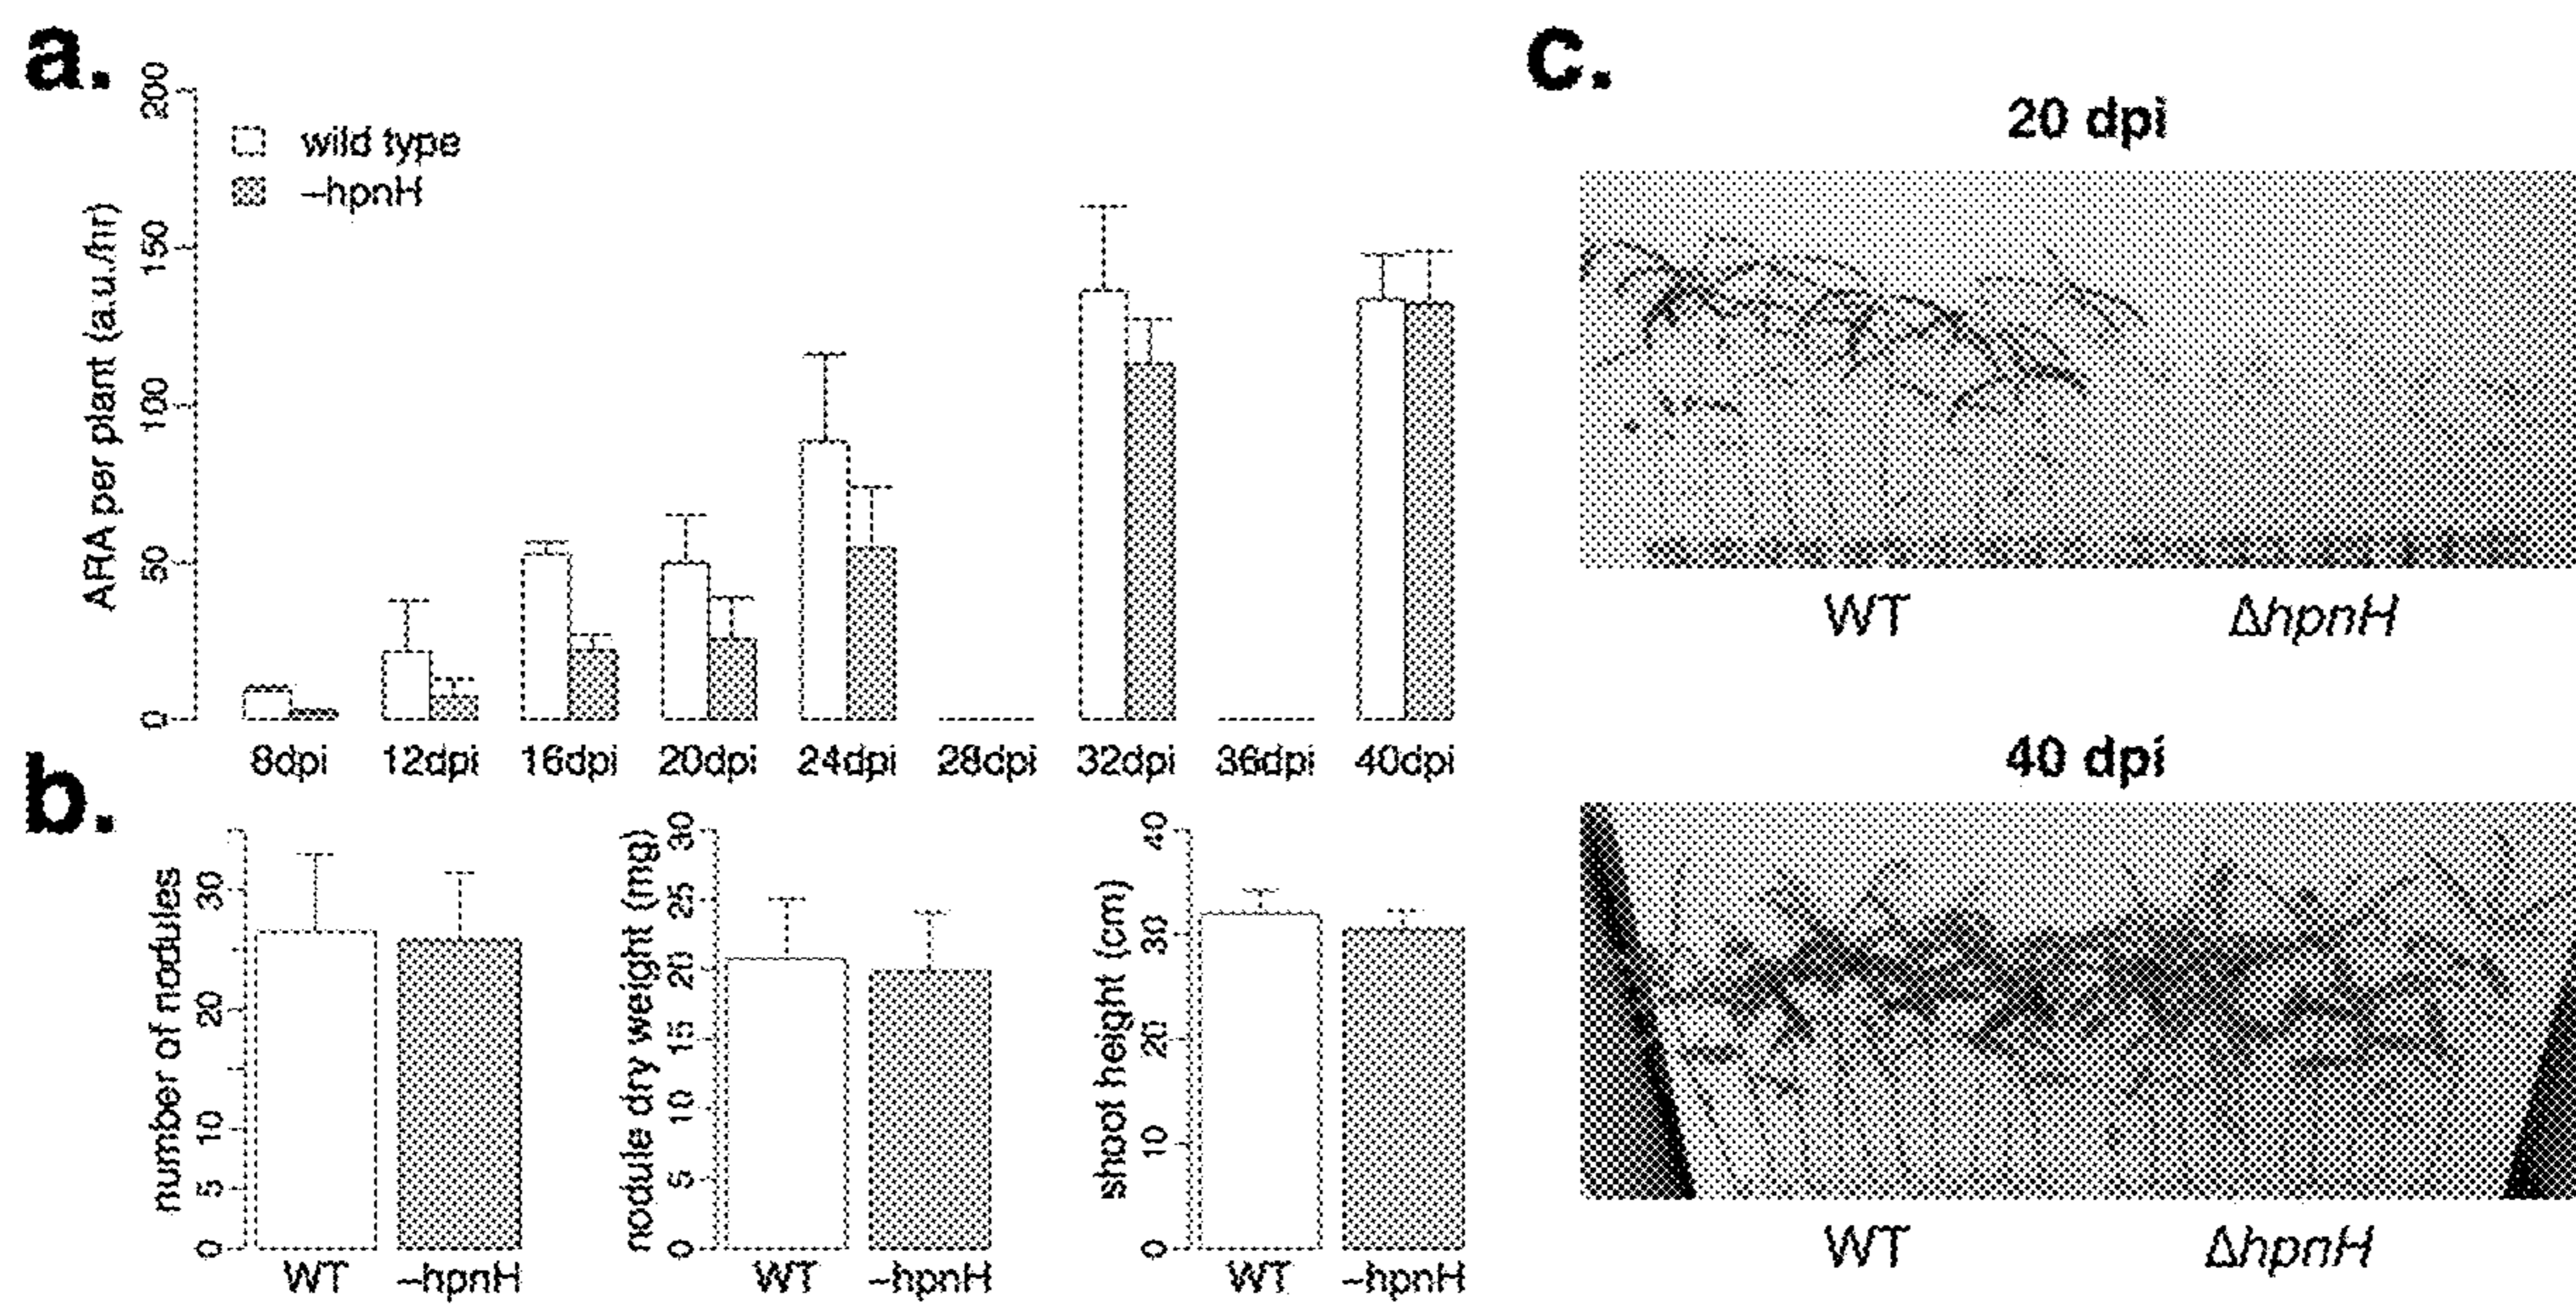 a.
200
150
100
50
0
ARA per plant (a.u./hr)
wild type
–hpnH
8dpi 12dpi 16dpi 20dpi 24dpi 28dpi 32dpi 36dpi 40dpi
b.
number of nodules
30
20
10
5
0
WT –hpnH
nodule dry weight (mg)
30
25
20
15
10
5
0
WT –hpnH
shoot height (cm)
40
30
20
10
0
WT –hpnH
c.
20 dpi
WT ΔhpnH
40 dpi
WT ΔhpnH